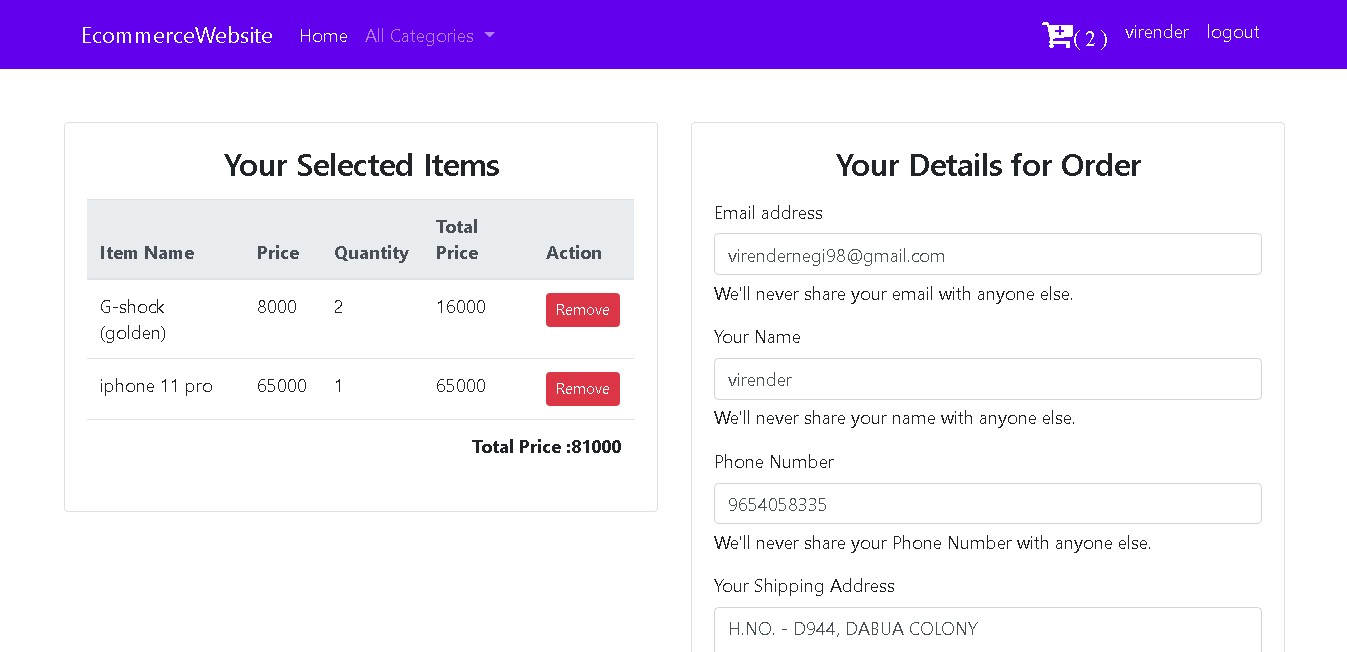 EcommerceWebsite Home All Categories ( 2 ) virender logout
Your Selected Items
Item Name Price Quantity Total Price Action
G-shock (golden) 8000 2 16000 Remove
iphone 11 pro 65000 1 65000 Remove
Total Price :81000
Your Details for Order
Email address
virendernegi98@gmail.com
We'll never share your email with anyone else.
Your Name
virender
We'll never share your name with anyone else.
Phone Number
9654058335
We'll never share your Phone Number with anyone else.
Your Shipping Address
H.NO. - D944, DABUA COLONY